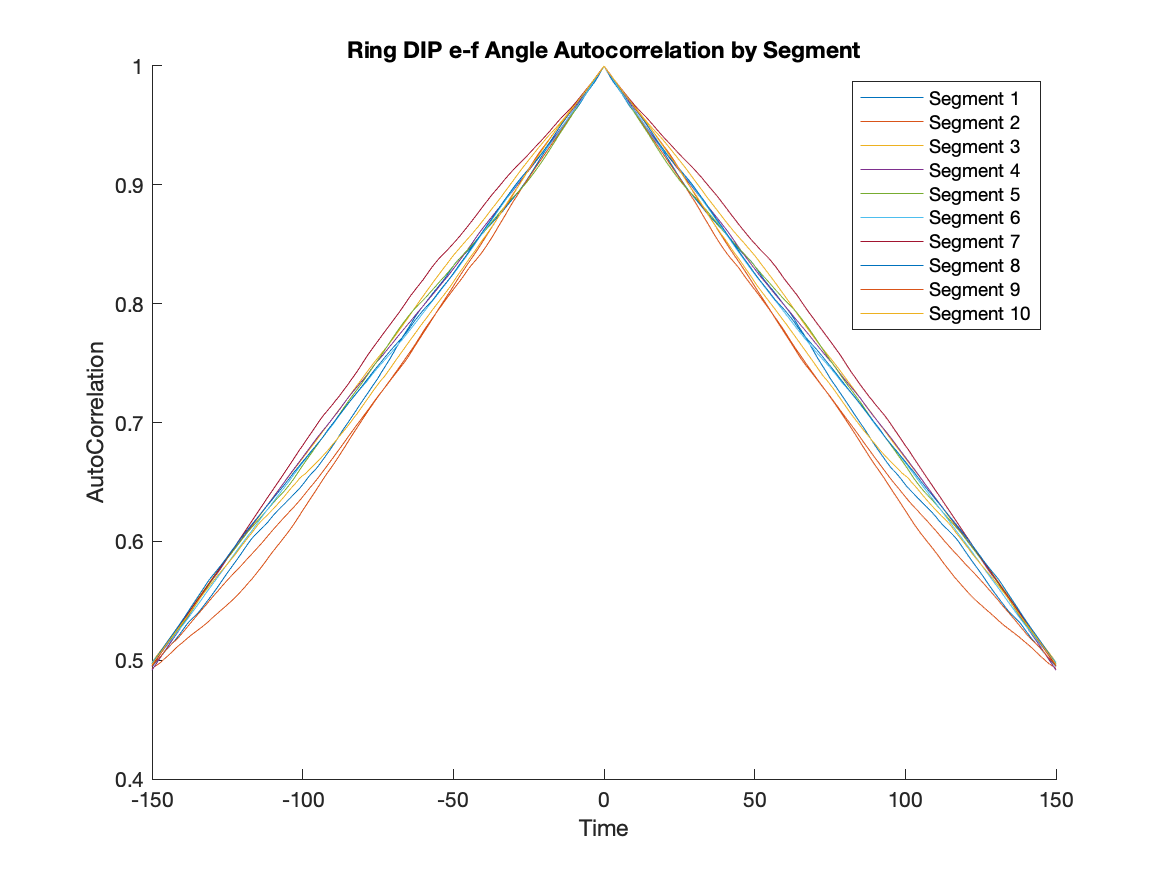 Ring DIP e-f Angle Autocorrelation by Segment
1
0.9
0.8
0.7
0.6
0.5
0.4
AutoCorrelation
-150
-100
-50
0
50
100
150
Time
Segment 1
Segment 2
Segment 3
Segment 4
Segment 5
Segment 6
Segment 7
Segment 8
Segment 9
Segment 10